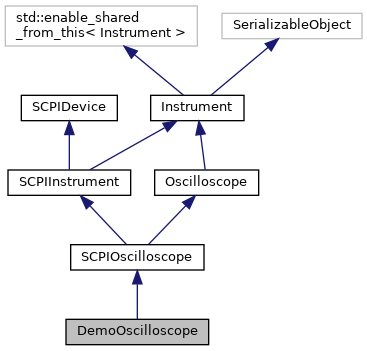 std::enable_shared
_from_this< Instrument >
SerializableObject
SCPIDevice
Instrument
SCPIInstrument
Oscilloscope
SCPIOscilloscope
DemoOscilloscope